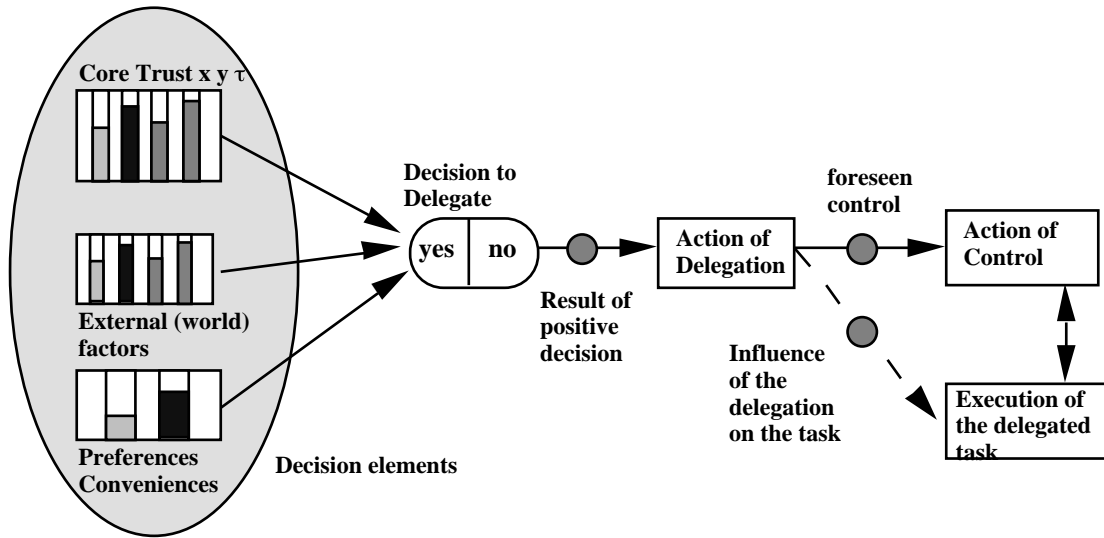 Core Trust x y τ
External (world)
factors
Preferences
Conveniences
Decision elements
Decision to
Delegate
yes
no
Result of
positive
decision
Action of
Delegation
foreseen
control
Influence
of the
delegation
on the task
Action of
Control
Execution of
the delegated
task